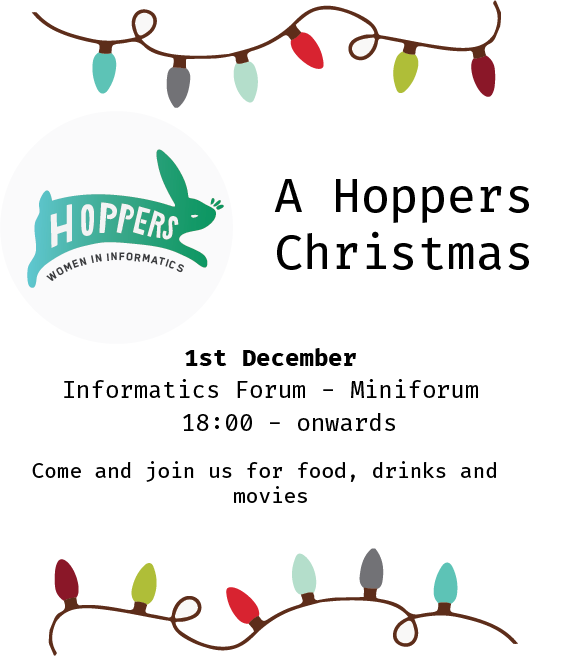 HOPPERS
WOMEN IN INFORMATICS
A Hoppers
Christmas
1st December
Informatics Forum - Miniforum
18:00 - onwards
Come and join us for food, drinks and
movies